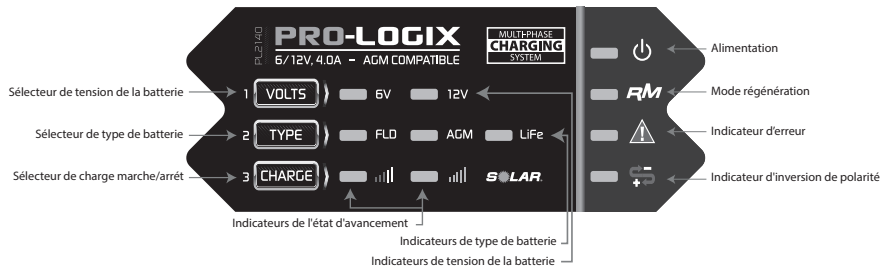 PL2140
PRO-LOGIX
6/12V, 4.0A - AGM COMPATIBLE
MULTI-PHASE
CHARGING
SYSTEM
Alimentation
Sélecteur de tension de la batterie
1 VOLTS 6V 12V
RM
Mode régénération
Sélecteur de type de batterie
2 TYPE FLD AGM LiFe
Indicateur d'erreur
Sélecteur de charge marche/arrét
3 CHARGE
SOLAR
Indicateur d'inversion de polarité
Indicateurs de l'état d'avancement
Indicateurs de type de batterie
Indicateurs de tension de la batterie